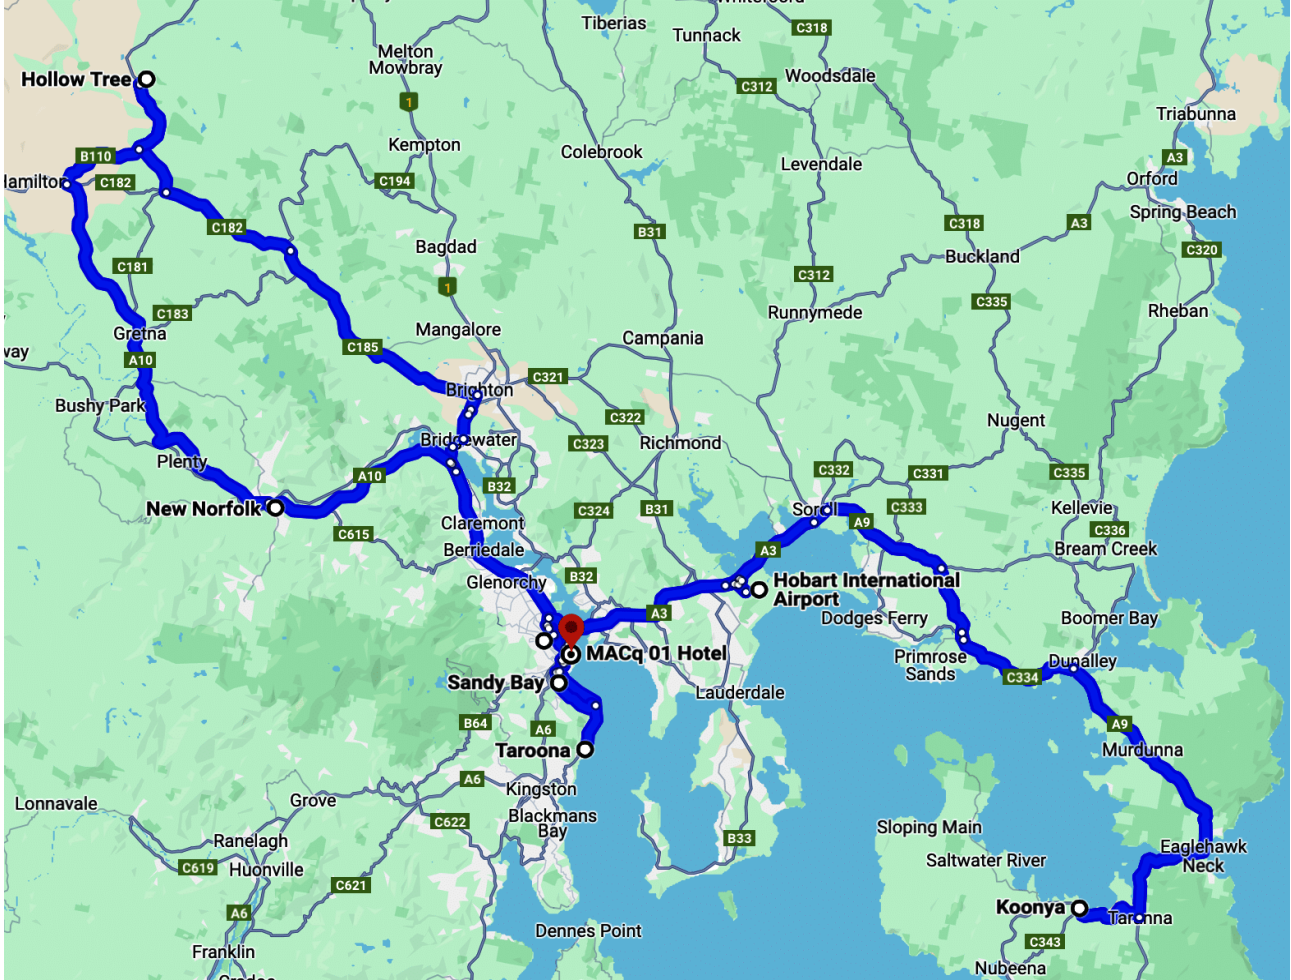 Whitefoord
Tiberias
Tunnack
C318
Melton
Mowbray
Hollow Tree
C312
Woodsdale
1
Triabunna
Kempton
Colebrook
B110
Levendale
A3
Hamilton
C182
C194
Orford
Spring Beach
C182
B31
C318
A3
Bagdad
C320
Buckland
C181
C312
1
C335
C183
Runnymede
Rheban
Gretna
Mangalore
Campania
way
A10
C185
C321
Brighton
Bushy Park
C322
Nugent
Bridgewater
C323
Richmond
Plenty
A10
C332
C331
C335
B32
New Norfolk
C324
B31
Sorell
C333
Kellevie
Claremont
A9
C615
C336
Berriedale
A3
Bream Creek
Glenorchy
B32
Hobart International
Airport
A3
Dodges Ferry
Boomer Bay
MACq 01 Hotel
Primrose
Sands
Dunalley
Sandy Bay
C334
Lauderdale
B64
A6
A9
Taroona
Murdunna
A6
Kingston
Lonnavale
Grove
Blackmans
Bay
C622
Sloping Main
Ranelagh
B33
Eaglehawk
Neck
C619
Huonville
Saltwater River
C621
Koonya
A6
Taranna
Dennes Point
C343
Franklin
Nubeena